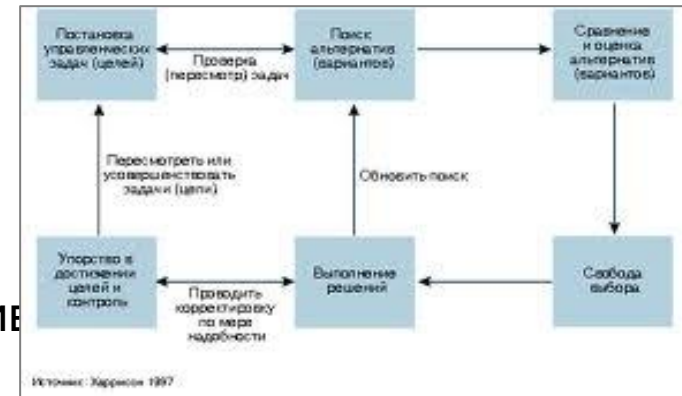 Постановка
управленческих
задач (целей)
Проверка
(пересмотр) задач
Поиск
альтернатив
(вариантов)
Сравнение
и оценка
альтернатив
(вариантов)
Пересмотреть или
усовершенствовать
задачи (цели)
Обновить поиск
Упорство в
достижении
целей и
контроль
Проводить
корректировку
по мере
надобности
Выполнение
решений
Свобода
выбора
Источник: Харрисон 1997